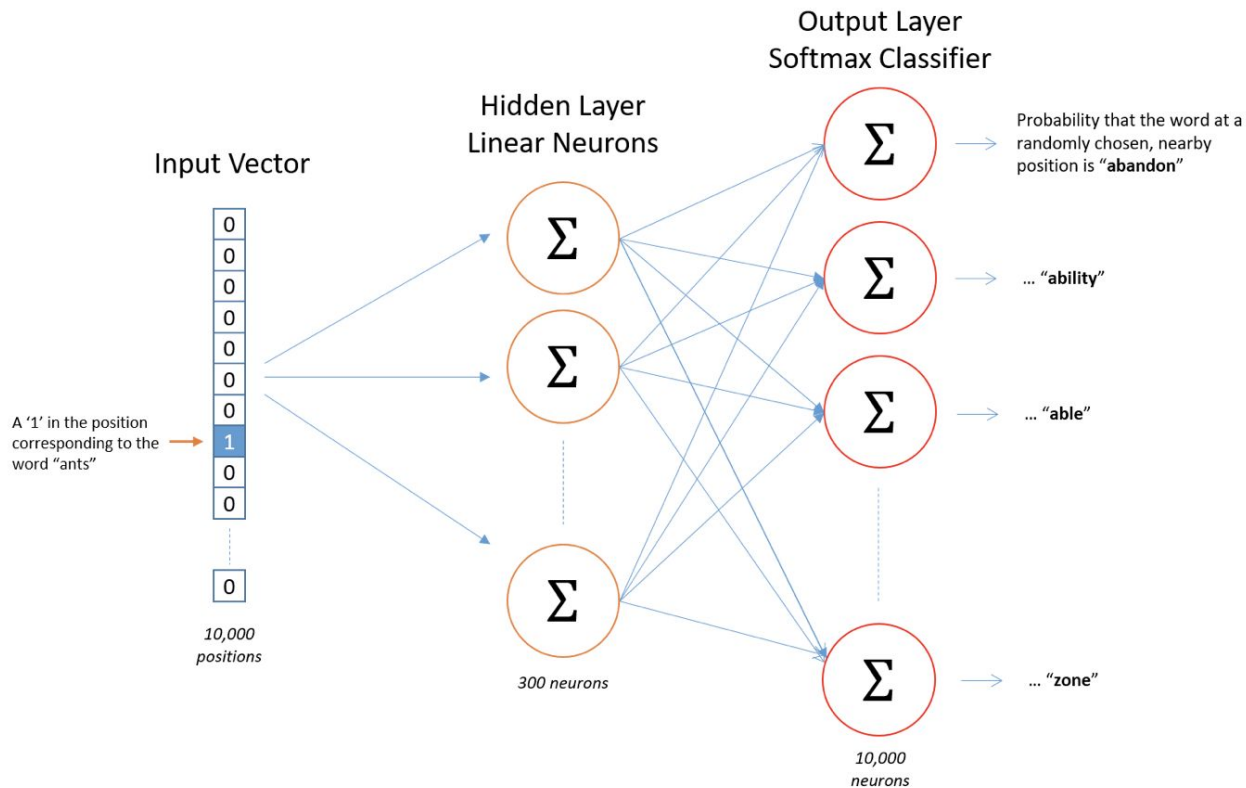 Output Layer
Softmax Classifier
Hidden Layer
Linear Neurons
Input Vector
0
0
0
0
0
0
0
1
0
0
0
A ‘1’ in the position
corresponding to the
word “ants”
10,000
positions
Σ
Σ
Σ
300 neurons
Σ
Σ
Σ
Σ
10,000
neurons
Probability that the word at a
randomly chosen, nearby
position is “abandon”
... “ability”
... “able”
... “zone”